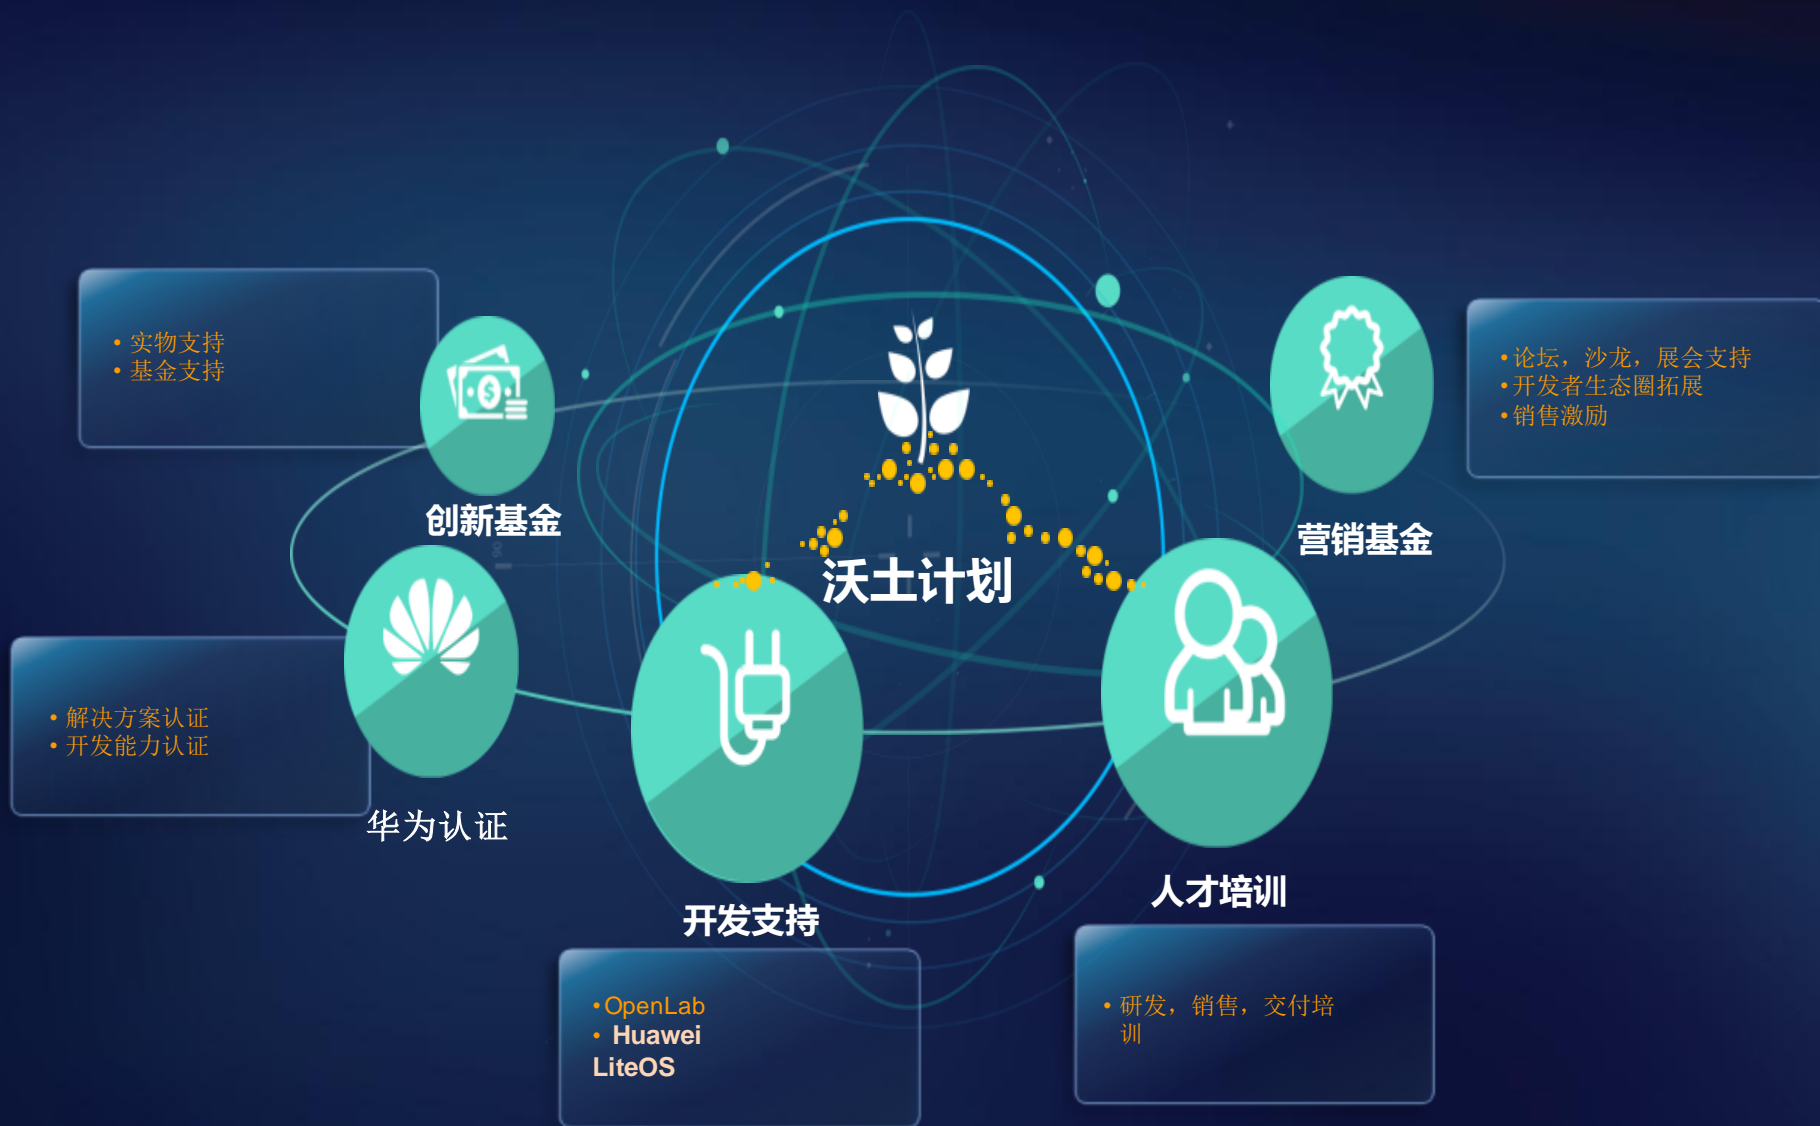 • 实物支持
• 基金支持
创新基金
• 论坛，沙龙，展会支持
• 开发者生态圈拓展
• 销售激励
营销基金
沃土计划
• 解决方案认证
• 开发能力认证
华为认证
开发支持
• OpenLab
• Huawei
LiteOS
人才培训
• 研发，销售，交付培
训